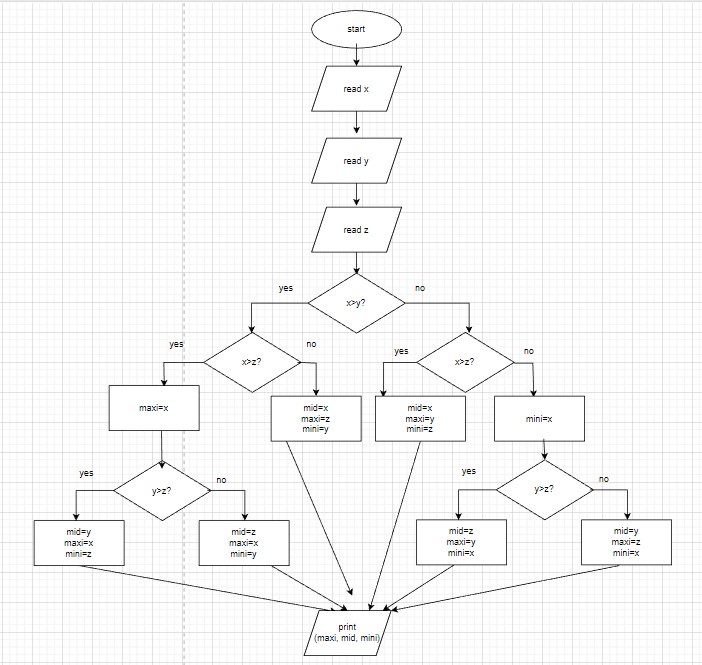 start
read x
read y
read z
yes
no
x>y?
yes
no
x>z?
yes
no
x>z?
maxi=x
mid=x
maxi=z
mini=y
mid=x
maxi=y
mini=z
mini=x
yes
no
y>z?
yes
no
y>z?
mid=y
maxi=x
mini=z
mid=z
maxi=x
mini=y
mid=z
maxi=y
mini=x
mid=y
maxi=z
mini=x
print
(maxi, mid, mini)